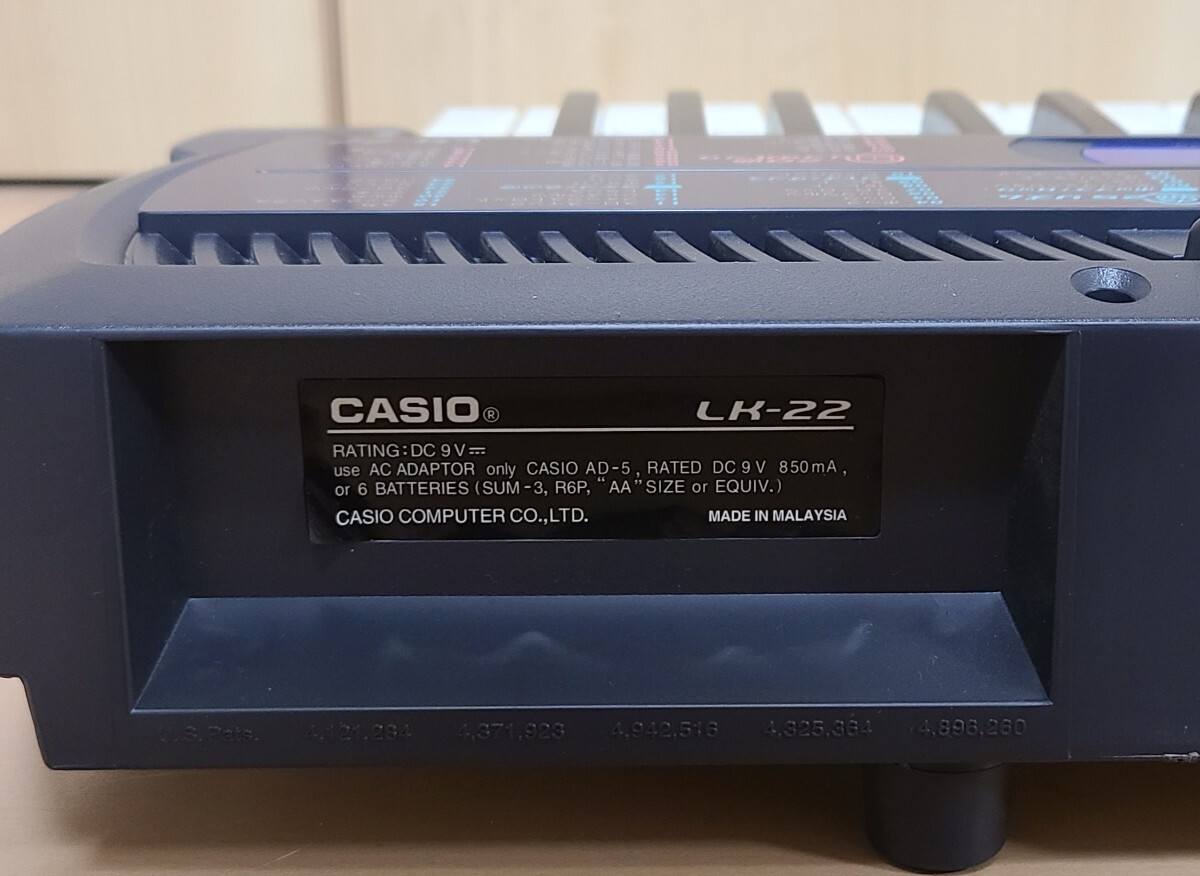 CASIO® LK-22
RATING:DC 9V⎓
use AC ADAPTOR only CASIO AD-5, RATED DC 9V 850mA,
or 6 BATTERIES (SUM-3, R6P, "AA" SIZE or EQUIV.)
CASIO COMPUTER CO.,LTD. MADE IN MALAYSIA
U.S.Pats. 4,121,284 4,371,923 4,942,516 4,325,364 4,896,260